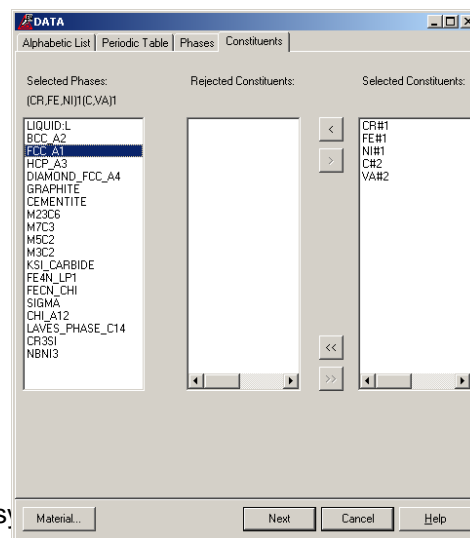 DATA
Alphabetic List Periodic Table Phases Constituents
Selected Phases: Rejected Constituents: Selected Constituents:
(CR,FE,NI)1(C,VA)1
LIQUID:L
BCC_A2
FCC_A1
HCP_A3
DIAMOND_FCC_A4
GRAPHITE
CEMENTITE
M23C6
M7C3
M5C2
M3C2
KSI_CARBIDE
FE4N_LP1
FECN_CHI
SIGMA
CHI_A12
LAVES_PHASE_C14
CR3SI
NBNI3
<
>
<<
>>
CR#1
FE#1
NI#1
C#2
VA#2
Material... Next Cancel Help